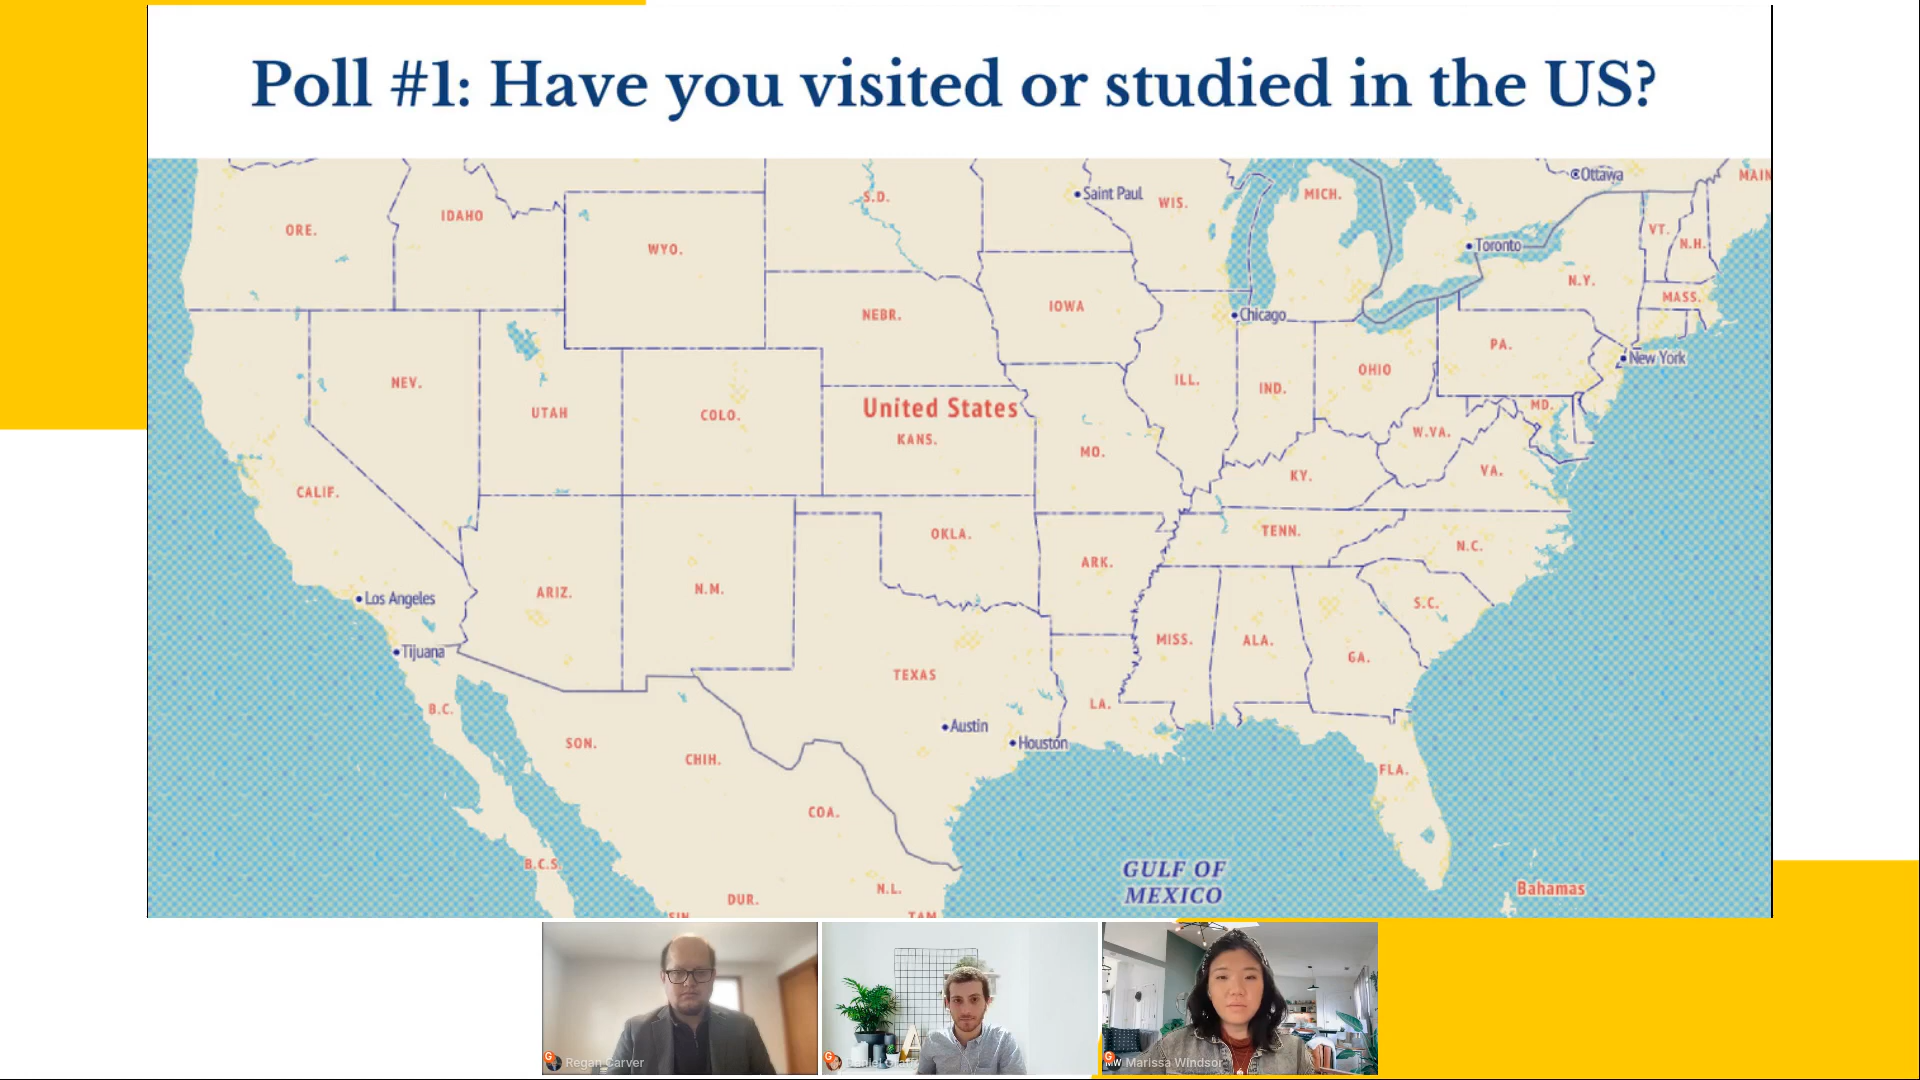 Poll #1: Have you visited or studied in the US?
Ottawa
MAIN
S.D.
Saint Paul
WIS.
MICH.
IDAHO
ORE.
VT.
N.H.
WYO.
Toronto
N.Y.
MASS.
IOWA
NEBR.
Chicago
PA.
New York
OHIO
NEV.
ILL.
IND.
UTAH
COLO.
United States
KANS.
MD.
W.VA.
MO.
VA.
KY.
CALIF.
OKLA.
TENN.
N.C.
ARK.
ARIZ.
N.M.
Los Angeles
S.C.
MISS.
ALA.
Tijuana
GA.
TEXAS
B.C.
LA.
Austin
SON.
Houston
CHIH.
FLA.
COA.
B.C.S.
GULF OF
MEXICO
N.L.
Bahamas
DUR.
SIN.
TAM.
G Regan Carver
G
G MW Marissa Windsor
A